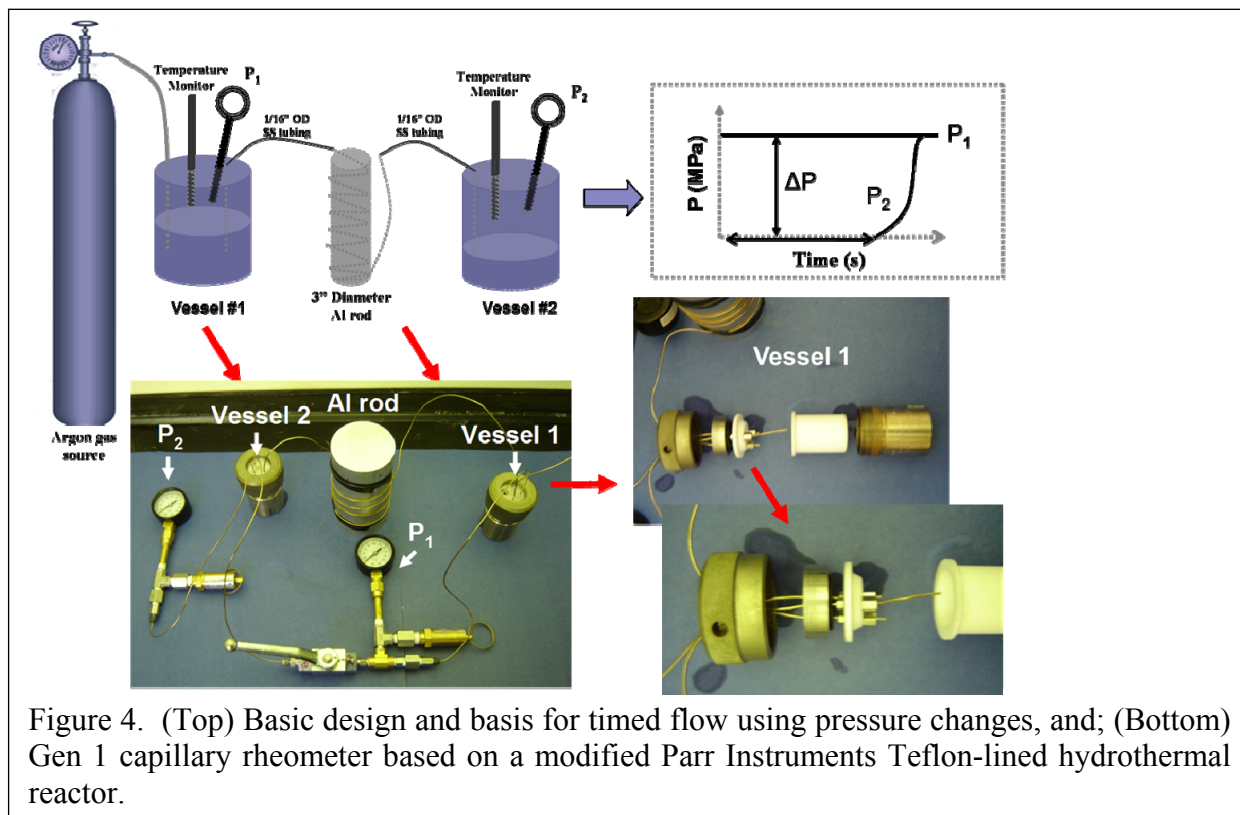 Temperature
Monitor
P1
1/16" OD
SS tubing
1/16" OD
SS tubing
Temperature
Monitor
P2
P (MPa)
ΔP
P1
P2
Time (s)
Vessel #1
3" Diameter
Al rod
Vessel #2
Argon gas
source
P2
Vessel 2
Al rod
Vessel 1
P1
Vessel 1
Figure 4. (Top) Basic design and basis for timed flow using pressure changes, and; (Bottom)
Gen 1 capillary rheometer based on a modified Parr Instruments Teflon-lined hydrothermal
reactor.